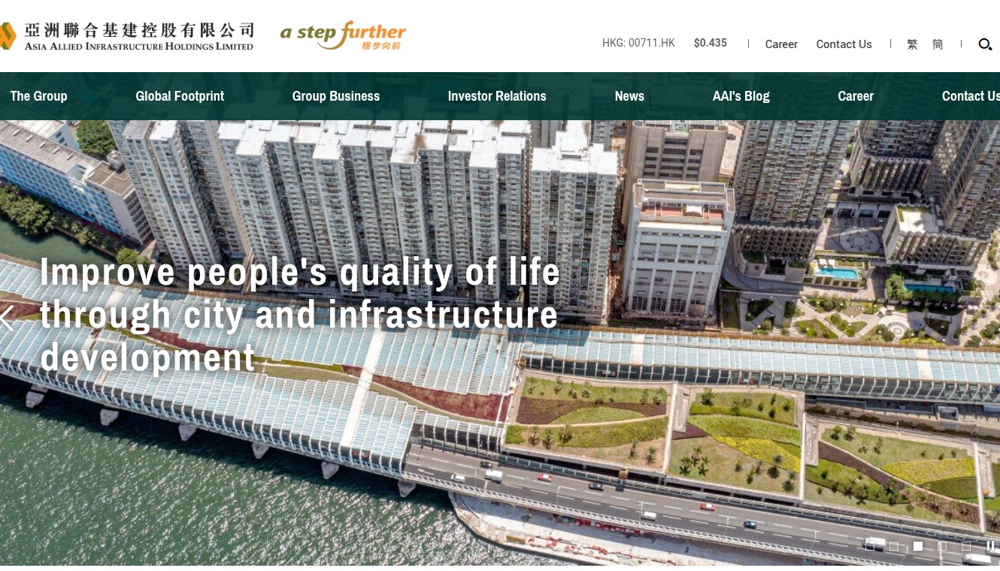 亞洲聯合基建控股有限公司
ASIA ALLIED INFRASTRUCTURE HOLDINGS LIMITED
a step further
穩步向前
HKG: 00711.HK $0.435 Career Contact Us 繁 簡
The Group Global Footprint Group Business Investor Relations News AAI's Blog Career Contact Us
Improve people's quality of life
through city and infrastructure
development